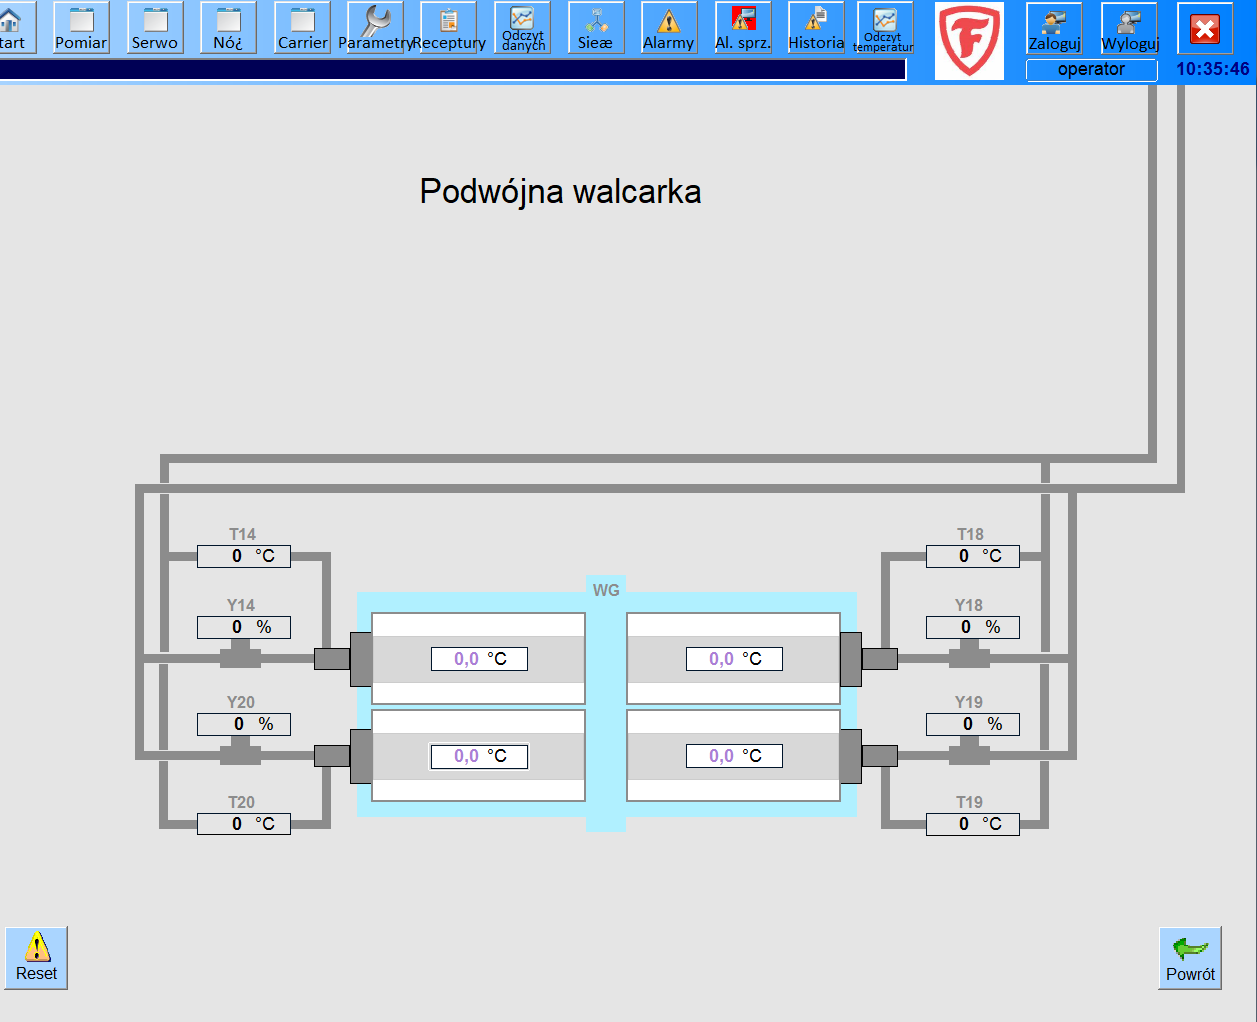 tart Pomiar Serwo Nó¿ Carrier Parametry Receptury Odczyt danych Sieæ Alarmy Al. sprz. Historia Odczyt temperatur F Zaloguj Wyloguj
operator 10:35:46
Podwójna walcarka
T14 T18
0 °C 0 °C
WG
Y14 Y18
0 % 0 %
0,0 °C 0,0 °C
Y20 Y19
0 % 0 %
0,0 °C 0,0 °C
T20 T19
0 °C 0 °C
Reset Powrót